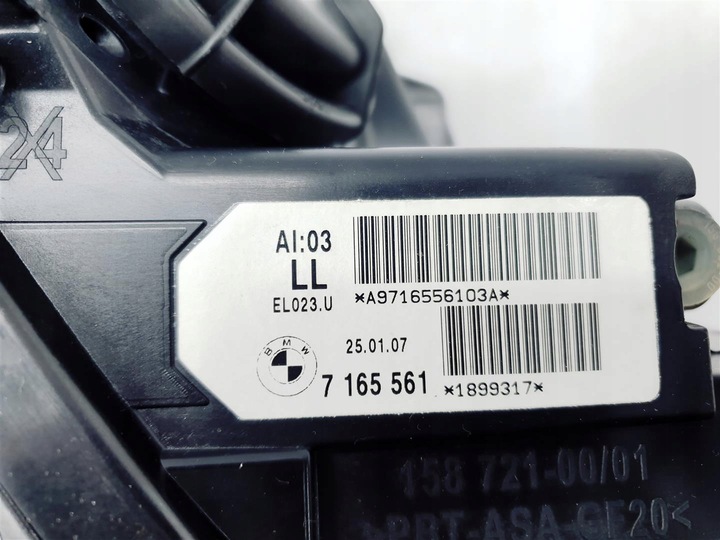 24
AI:03
LL
EL023.U
*A9716556103A*
BMW
25.01.07
7 165 561
*1899317*
158 721-00/01
>PBT-ASA-GF20<